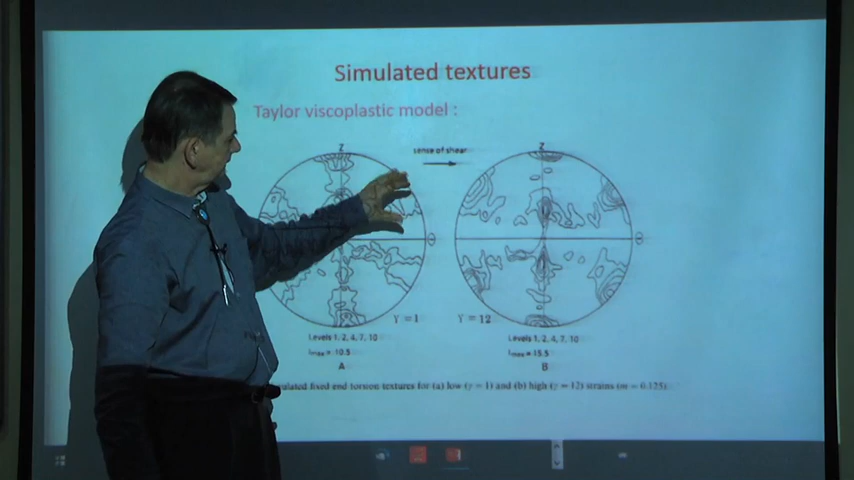 Simulated textures
Taylor viscoplastic model :
sense of shear
Z
Z
Θ
Θ
γ = 1
γ = 12
Levels 1, 2, 4, 7, 10
Levels 1, 2, 4, 7, 10
Imax = 10.5
Imax = 15.5
A
B
ulated fixed end torsion textures for (a) low (γ = 1) and (b) high (γ = 12) strains (m = 0.125)